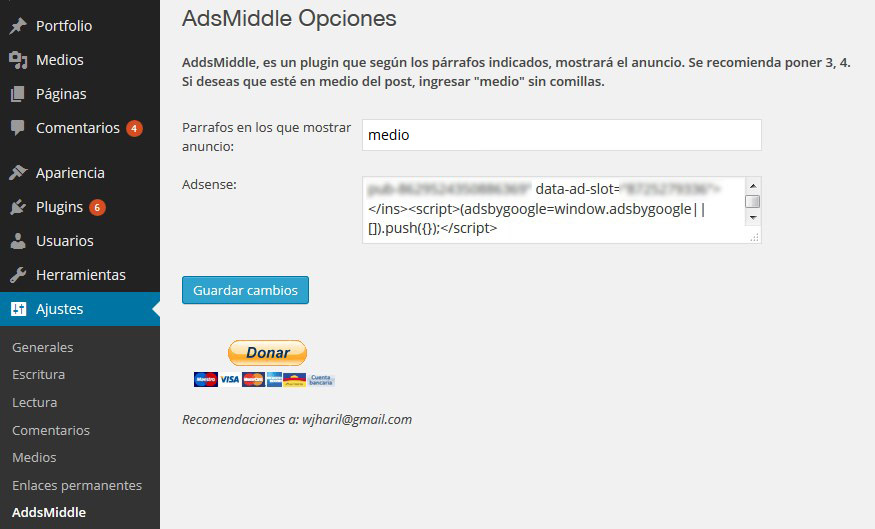 Portfolio
Medios
Páginas
Comentarios 4
Apariencia
Plugins 6
Usuarios
Herramientas
Ajustes
Generales
Escritura
Lectura
Comentarios
Medios
Enlaces permanentes
AddsMiddle
AdsMiddle Opciones
AddsMiddle, es un plugin que según los párrafos indicados, mostrará el anuncio. Se recomienda poner 3, 4.
Si deseas que esté en medio del post, ingresar "medio" sin comillas.
Parrafos en los que mostrar
anuncio:
medio
Adsense:
data-ad-slot=
</ins><script>(adsbygoogle=window.adsbygoogle||
[]).push({});</script>
Guardar cambios
Donar
Maestro VISA
Cuenta
bancaria
Recomendaciones a: wjharil@gmail.com